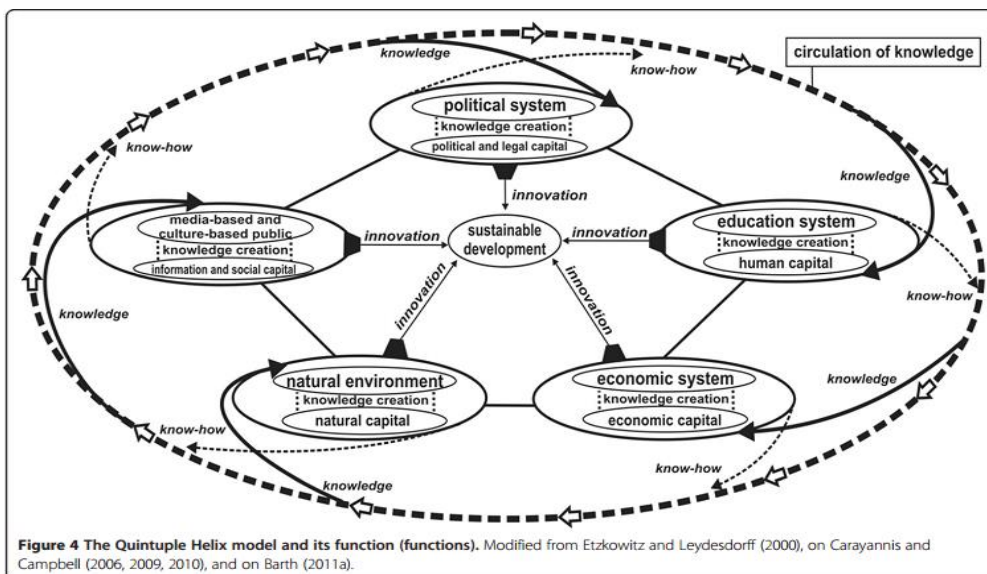 knowledge
circulation of knowledge
know-how
political system
knowledge creation
political and legal capital
know-how
knowledge
innovation
media-based and
culture-based public
knowledge creation
information and social capital
innovation
sustainable
development
innovation
education system
knowledge creation
human capital
know-how
knowledge
innovation
innovation
knowledge
natural environment
knowledge creation
natural capital
economic system
knowledge creation
economic capital
know-how
know-how
knowledge
Figure 4 The Quintuple Helix model and its function (functions). Modified from Etzkowitz and Leydesdorff (2000), on Carayannis and
Campbell (2006, 2009, 2010), and on Barth (2011a).